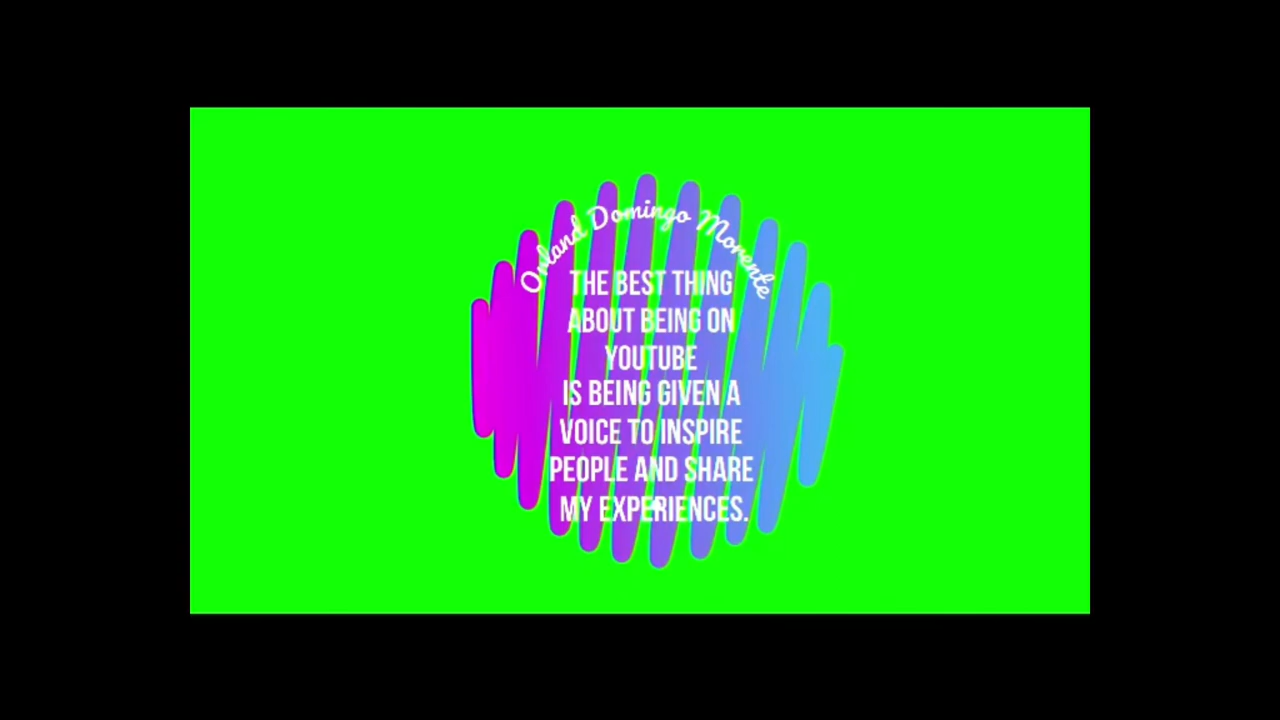 Orland Domingo Morente
THE BEST THING
ABOUT BEING ON
YOUTUBE
IS BEING GIVEN A
VOICE TO INSPIRE
PEOPLE AND SHARE
MY EXPERIENCES.